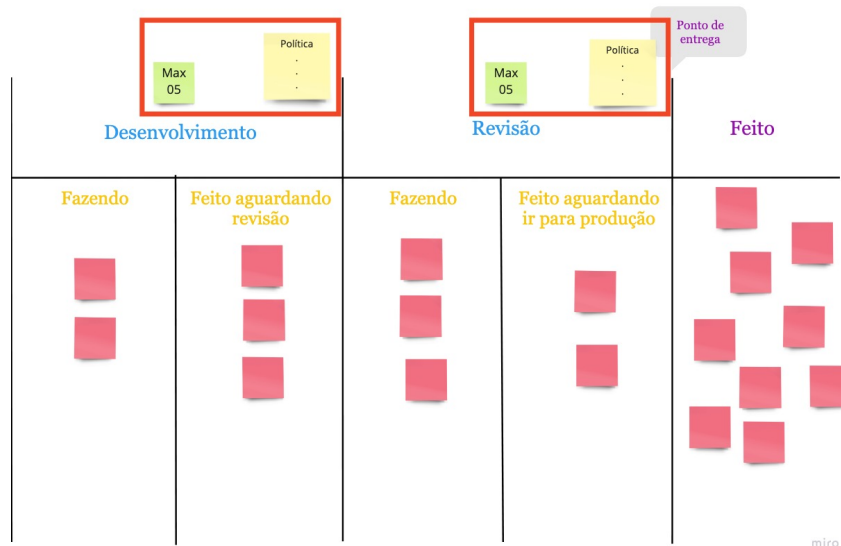 Política
.
.
.
Max
05
Política
.
.
.
Max
05
Ponto de
entrega
Desenvolvimento
Revisão
Feito
Fazendo
Feito aguardando
revisão
Fazendo
Feito aguardando
ir para produção
miro